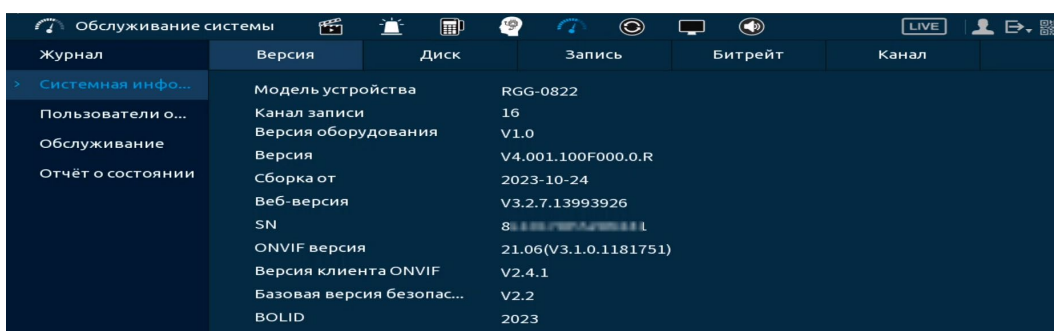 Обслуживание системы LIVE
Журнал Версия Диск Запись Битрейт Канал
Системная инфо...
Пользователи о...
Обслуживание
Отчёт о состоянии
Модель устройства RGG-0822
Канал записи 16
Версия оборудования V1.0
Версия V4.001.100F000.0.R
Сборка от 2023-10-24
Веб-версия V3.2.7.13993926
SN
ONVIF версия 21.06(V3.1.0.1181751)
Версия клиента ONVIF V2.4.1
Базовая версия безопас... V2.2
BOLID 2023